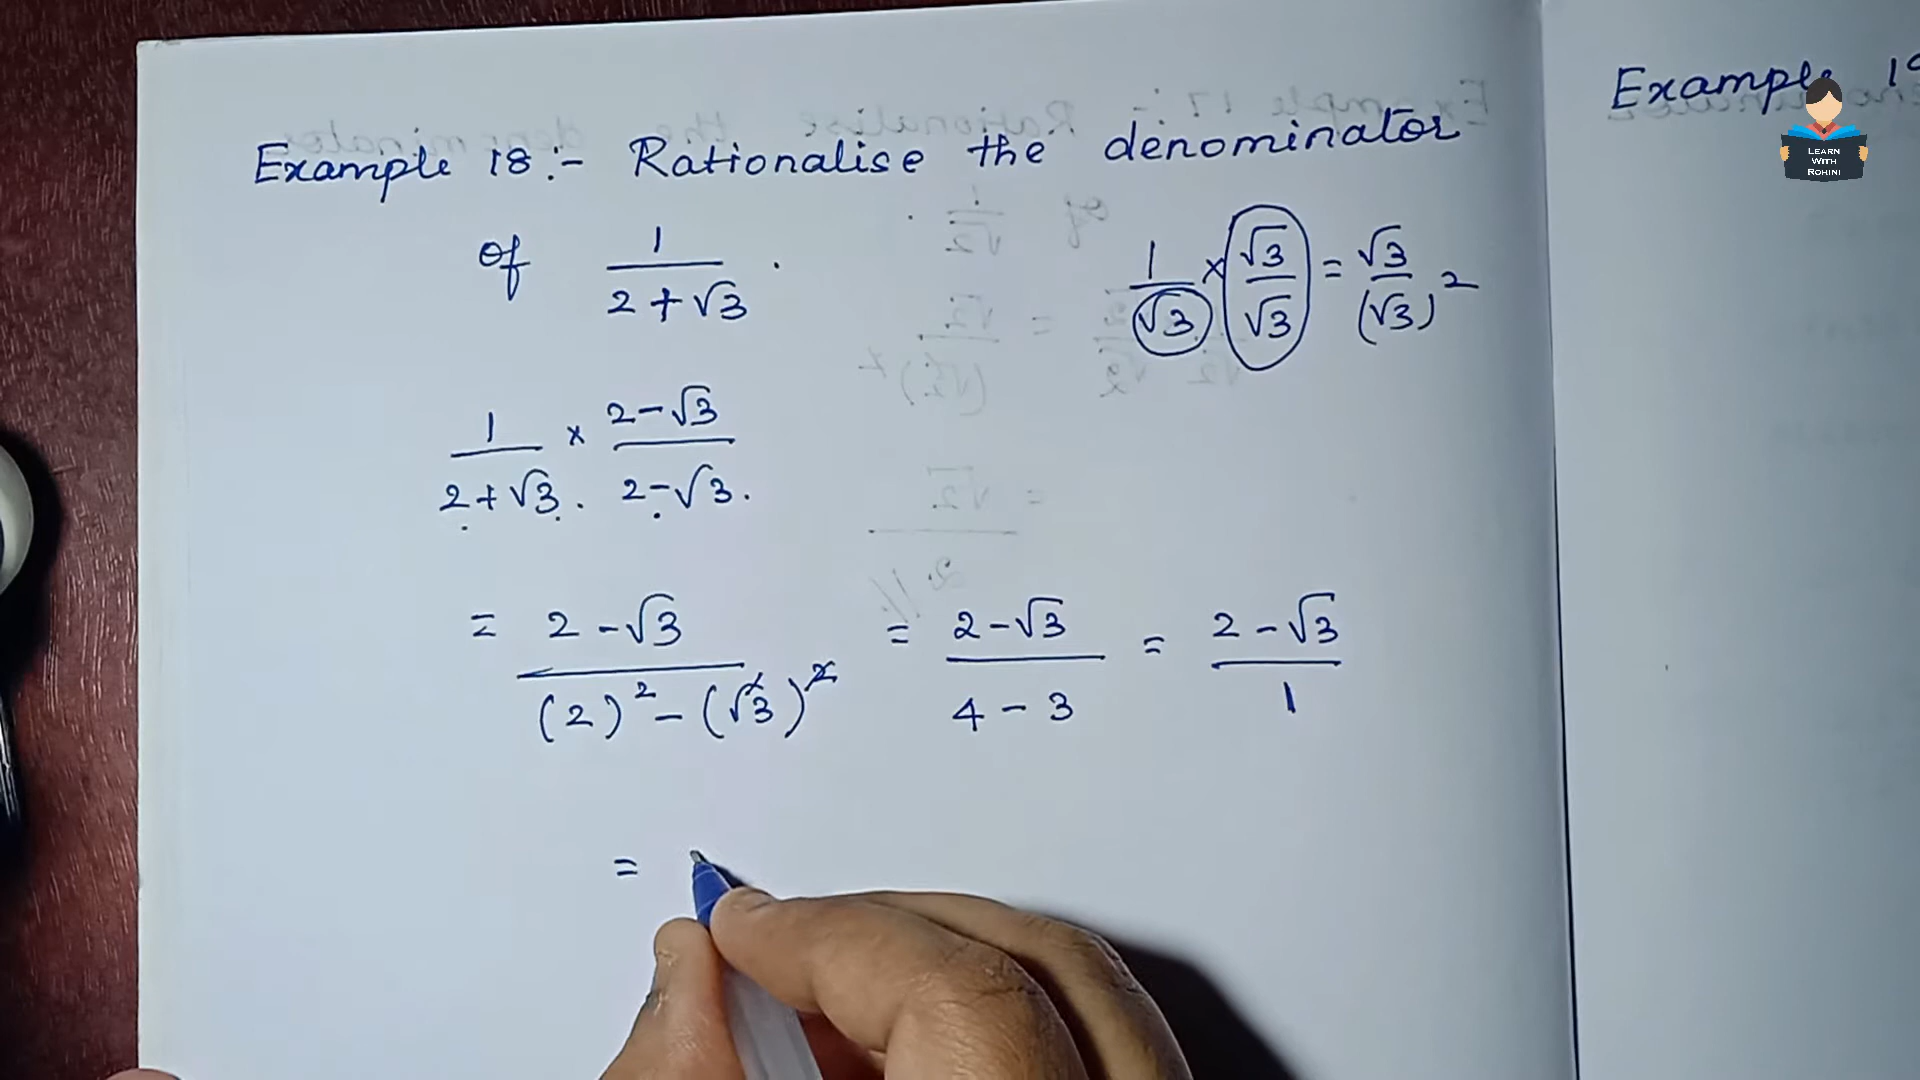 Example 18:- Rationalise the denominator
of 1/(2+√3) .
1/√3 × √3/√3 = √3/(√3)²
1/(2+√3) × (2-√3)/(2-√3)
= (2-√3)/((2)²-(√3)²) = (2-√3)/(4-3) = (2-√3)/1
=
Example
LEARN
WITH
ROHINI